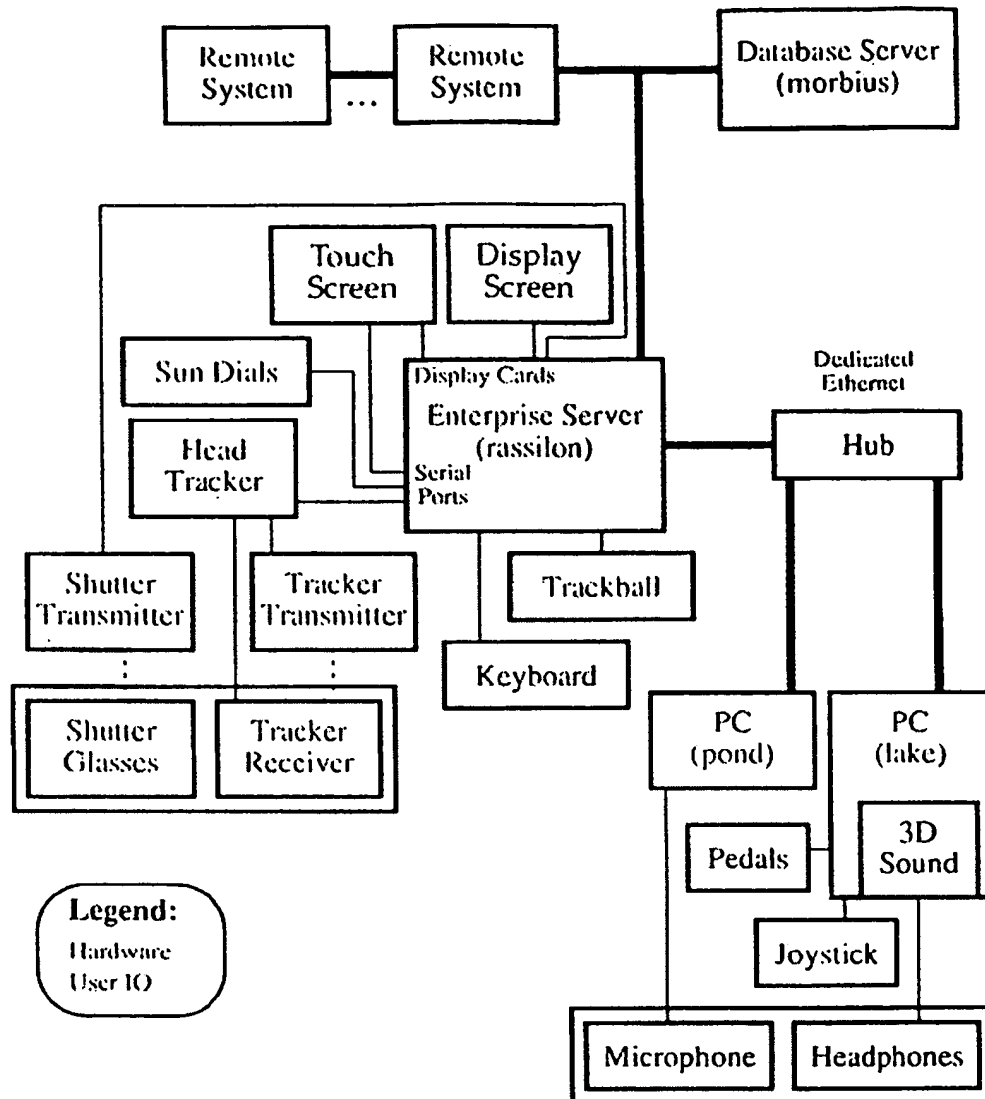 Remote
System
...
Remote
System
Database Server
(morbius)
Touch
Screen
Display
Screen
Sun Dials
Display Cards
Enterprise Server
(rassilon)
Serial
Ports
Dedicated
Ethernet
Hub
Head
Tracker
Shutter
Transmitter
Tracker
Transmitter
Trackball
Keyboard
Shutter
Glasses
Tracker
Receiver
PC
(pond)
PC
(lake)
Pedals
3D
Sound
Joystick
Legend:
Hardware
User IO
Microphone
Headphones